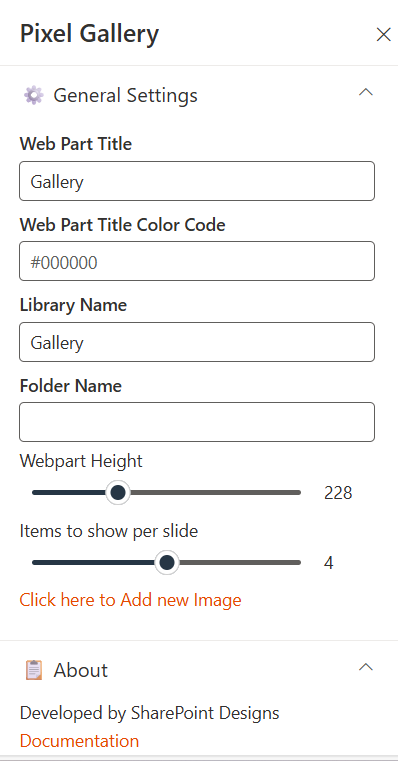 Pixel Gallery
General Settings
Web Part Title
Gallery
Web Part Title Color Code
#000000
Library Name
Gallery
Folder Name
Webpart Height
228
Items to show per slide
4
Click here to Add new Image
About
Developed by SharePoint Designs
Documentation